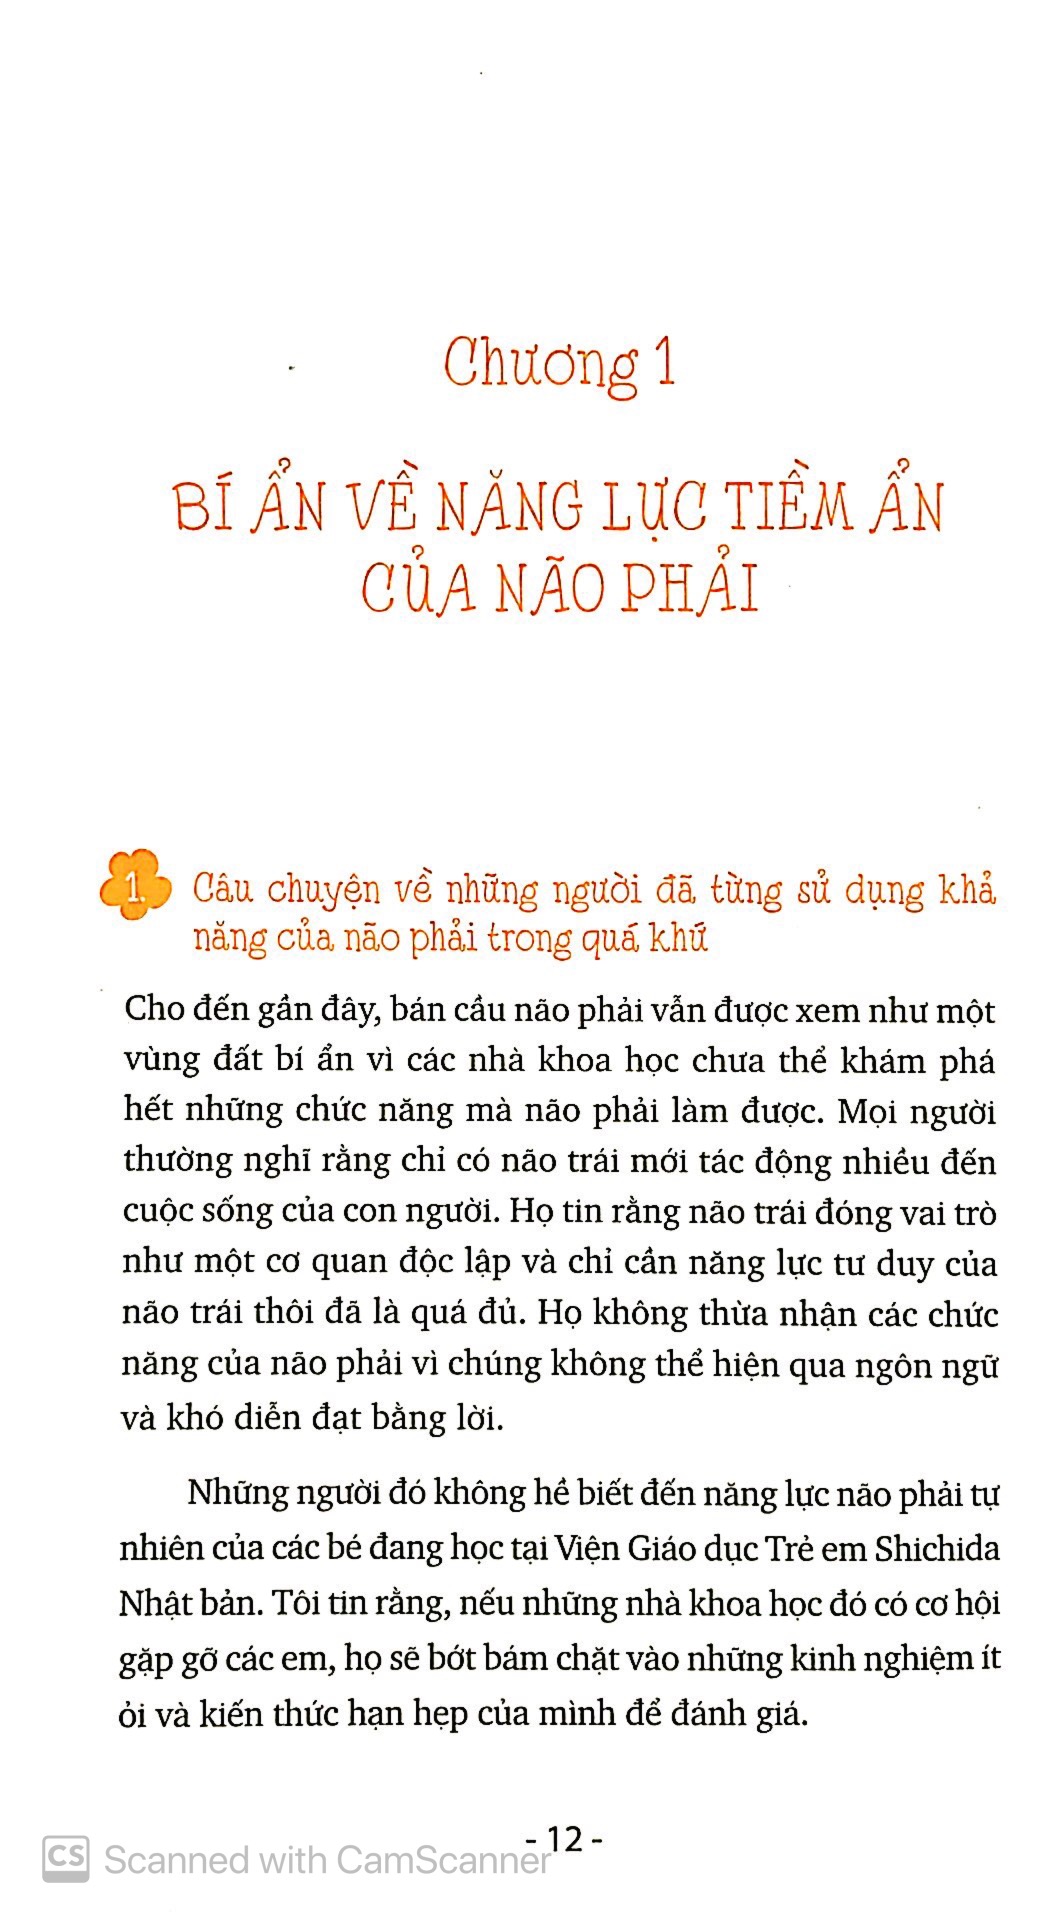 Chương 1
BÍ ẨN VỀ NĂNG LỰC TIỀM ẨN
CỦA NÃO PHẢI
1. Câu chuyện về những người đã từng sử dụng khả
năng của não phải trong quá khứ
Cho đến gần đây, bán cầu não phải vẫn được xem như một
vùng đất bí ẩn vì các nhà khoa học chưa thể khám phá
hết những chức năng mà não phải làm được. Mọi người
thường nghĩ rằng chỉ có não trái mới tác động nhiều đến
cuộc sống của con người. Họ tin rằng não trái đóng vai trò
như một cơ quan độc lập và chỉ cần năng lực tư duy của
não trái thôi đã là quá đủ. Họ không thừa nhận các chức
năng của não phải vì chúng không thể hiện qua ngôn ngữ
và khó diễn đạt bằng lời.
Những người đó không hề biết đến năng lực não phải tự
nhiên của các bé đang học tại Viện Giáo dục Trẻ em Shichida
Nhật bản. Tôi tin rằng, nếu những nhà khoa học đó có cơ hội
gặp gỡ các em, họ sẽ bớt bám chặt vào những kinh nghiệm ít
ỏi và kiến thức hạn hẹp của mình để đánh giá.
- 12 -
CS Scanned with CamScanner